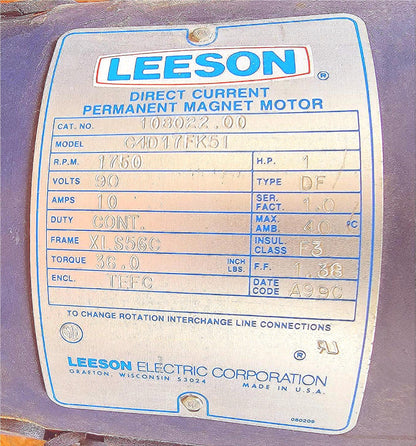 LEESON ®
DIRECT CURRENT
PERMANENT MAGNET MOTOR
CAT. NO. 108022.00
MODEL C4D17FK5I
R.P.M. 1750 H.P. 1
VOLTS 90 TYPE DF
AMPS 10 SER. FACT. 1.0
DUTY CONT. MAX. AMB. 40 °C
FRAME XLS56C INSUL. CLASS F3
TORQUE 36.0 INCH LBS. F.F. 1.38
ENCL. TEFC DATE CODE A99C
TO CHANGE ROTATION INTERCHANGE LINE CONNECTIONS
®
LEESON ELECTRIC CORPORATION
GRAFTON, WISCONSIN 53024 MADE IN U.S.A.
080209